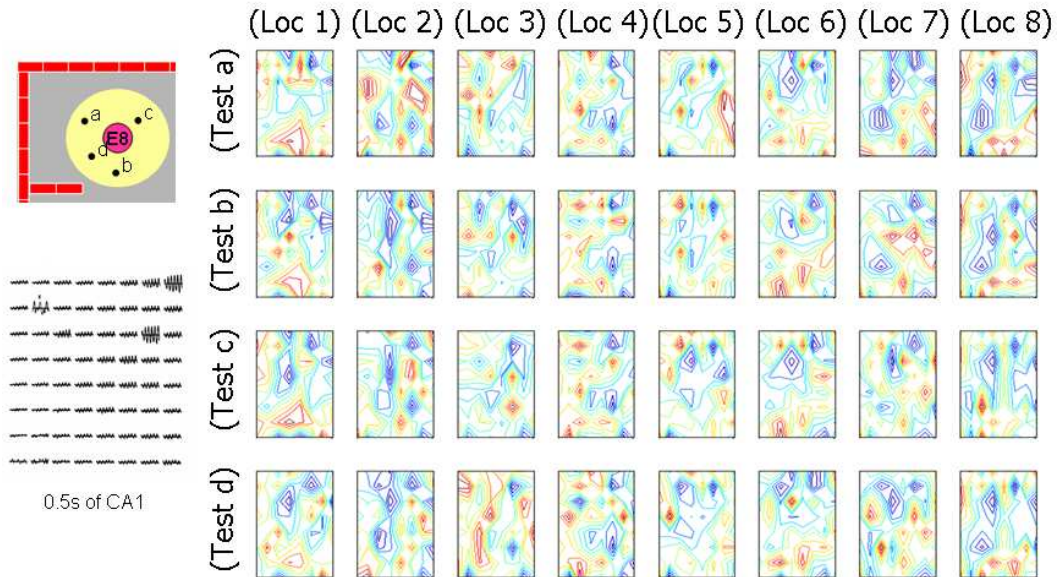 (Loc 1) (Loc 2) (Loc 3) (Loc 4) (Loc 5) (Loc 6) (Loc 7) (Loc 8)
(Test a)
a
c
E8
d
b
(Test b)
(Test c)
0.5s of CA1
(Test d)